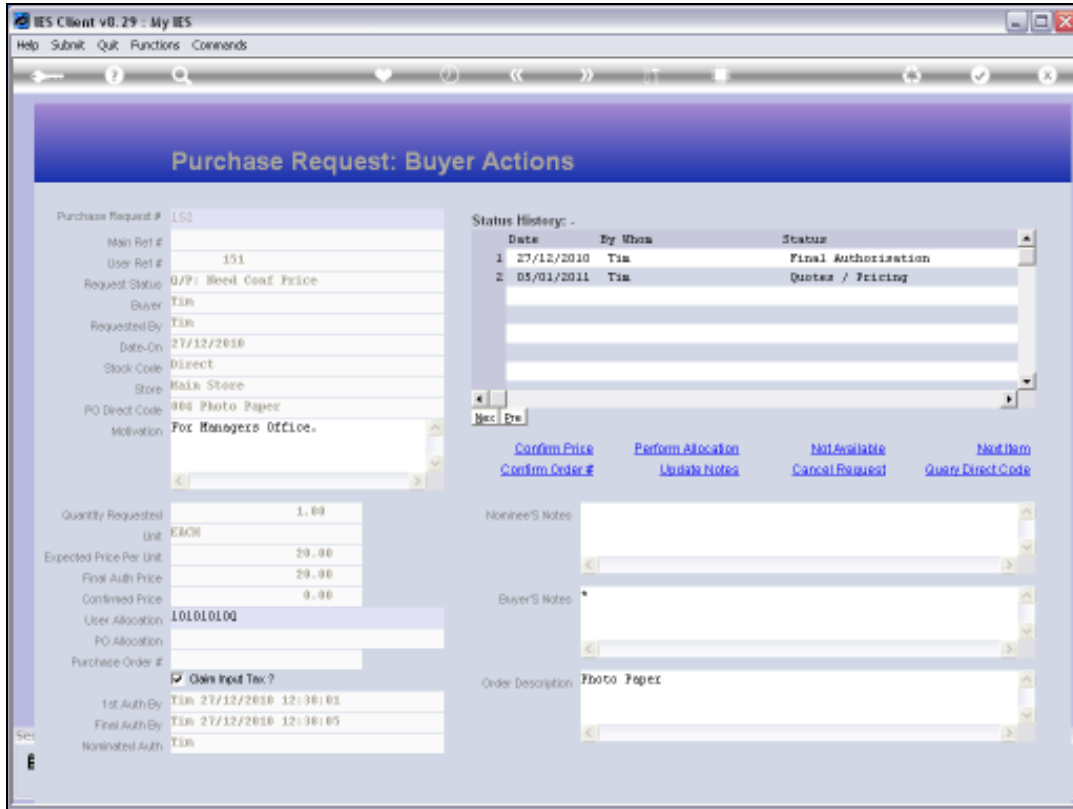 IES Client v8.29 : My IES
Help Submit Quit Functions Commands
Purchase Request: Buyer Actions
Purchase Request # 152
Main Ref #
User Ref # 151
Request Status Q/P: Need Conf Price
Buyer Tim
Requested By Tim
Date-On 27/12/2010
Stock Code Direct
Store Main Store
PO Direct Code 004 Photo Paper
Motivation For Managers Office.
Quantity Requested 1.00
Unit EACH
Expected Price Per Unit 20.00
Final Auth Price 20.00
Confirmed Price 0.00
User Allocation 10101010Q
PO Allocation
Purchase Order #
Claim Input Tax ?
1st Auth By Tim 27/12/2010 12:30:01
Final Auth By Tim 27/12/2010 12:30:05
Nominated Auth Tim
Status History: -
Date By Whom Status
1 27/12/2010 Tim Final Authorisation
2 05/01/2011 Tim Quotes / Pricing
Nex Pre
Confirm Price Perform Allocation Not Available Next Item
Confirm Order # Update Notes Cancel Request Query Direct Code
Nominee'S Notes
Buyer'S Notes *
Order Description Photo Paper